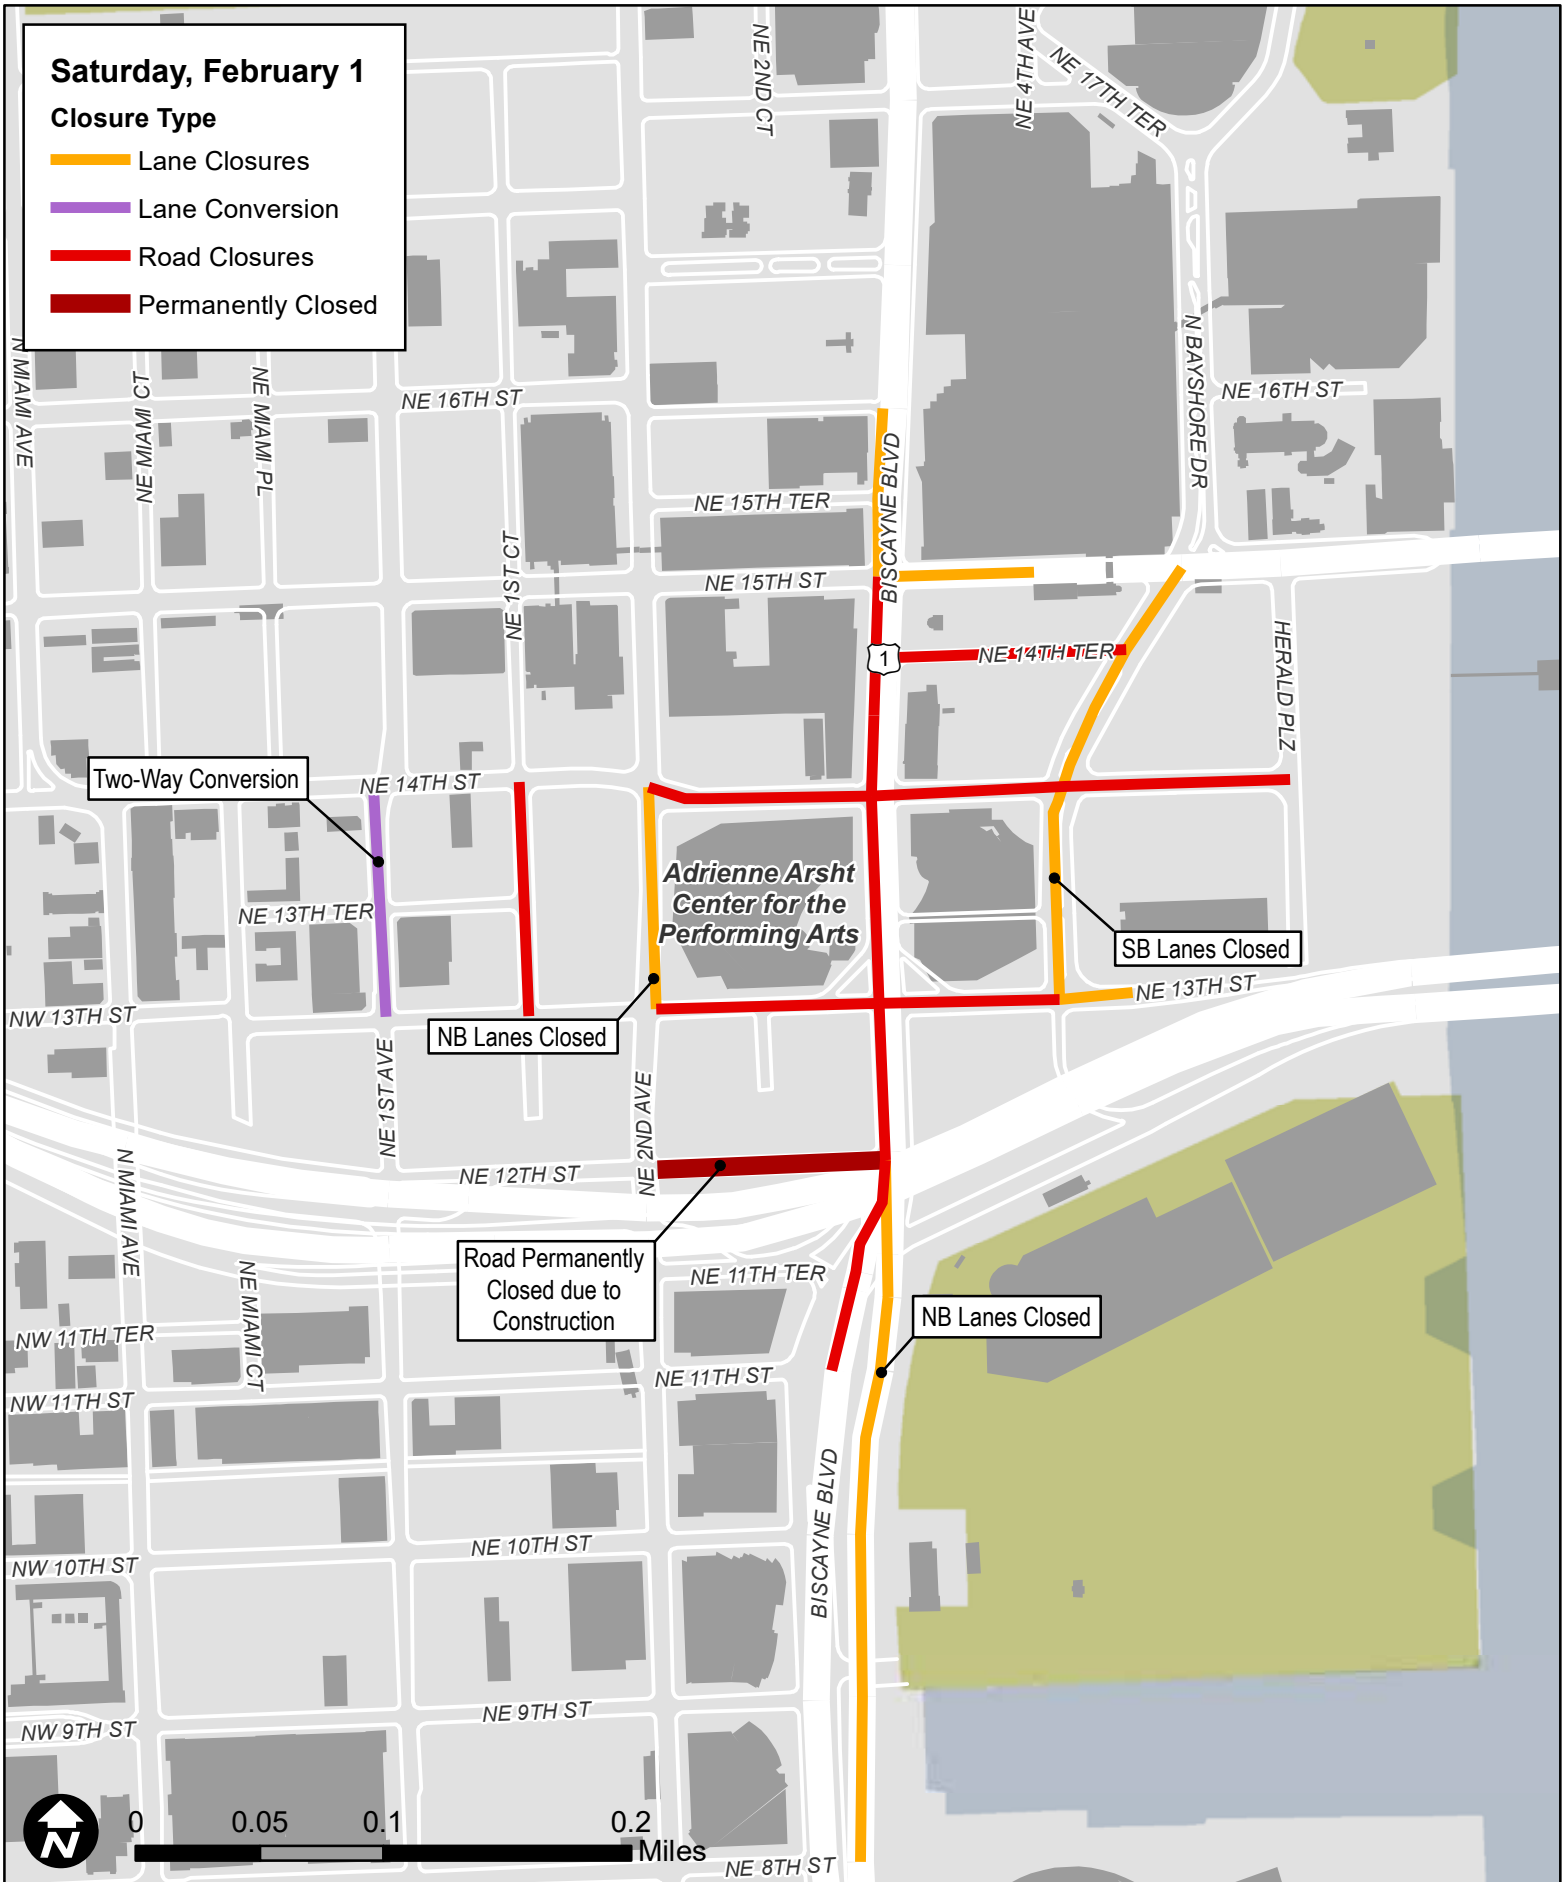 Saturday, February 1
Closure Type
Lane Closures
Lane Conversion
Road Closures
Permanently Closed
NE 2ND CT
NE 4TH AVE
NE 17TH TER
N MIAMI AVE
NE MIAMI CT
NE MIAMI PL
NE 16TH ST
N BAYSHORE DR
NE 16TH ST
BISCAYNE BLVD
NE 15TH TER
NE 1ST CT
NE 15TH ST
1
NE 14TH TER
HERALD PLZ
Two-Way Conversion
NE 14TH ST
Adrienne Arsht
Center for the
Performing Arts
NE 13TH TER
SB Lanes Closed
NE 13TH ST
NW 13TH ST
NB Lanes Closed
NE 1ST AVE
NE 2ND AVE
N MIAMI AVE
NE 12TH ST
Road Permanently
Closed due to
Construction
NE 11TH TER
NE MIAMI CT
NB Lanes Closed
NW 11TH TER
NE 11TH ST
NW 11TH ST
BISCAYNE BLVD
NE 10TH ST
NW 10TH ST
NE 9TH ST
NW 9TH ST
N
0
0.05
0.1
0.2
Miles
NE 8TH ST